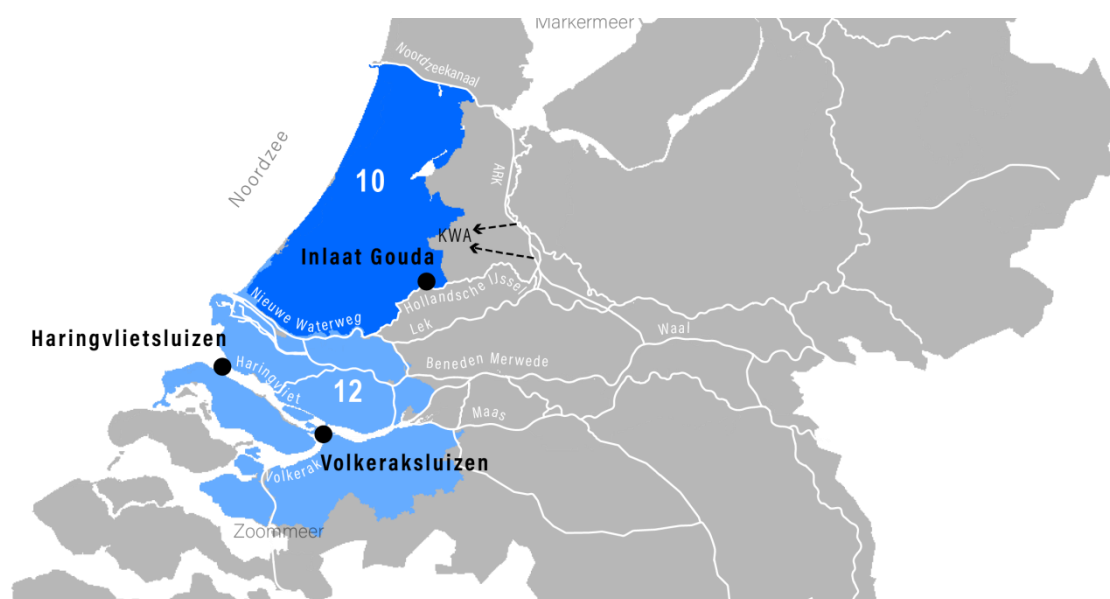 Markermeer
Noordzeekanaal
Noordzee
10
ARK
KWA
Inlaat Gouda
Hollandsche IJssel
Nieuwe Waterweg
Lek
Waal
Haringvlietsluizen
Haringvliet
Beneden Merwede
12
Maas
Volkerak
Volkeraksluizen
Zoommeer